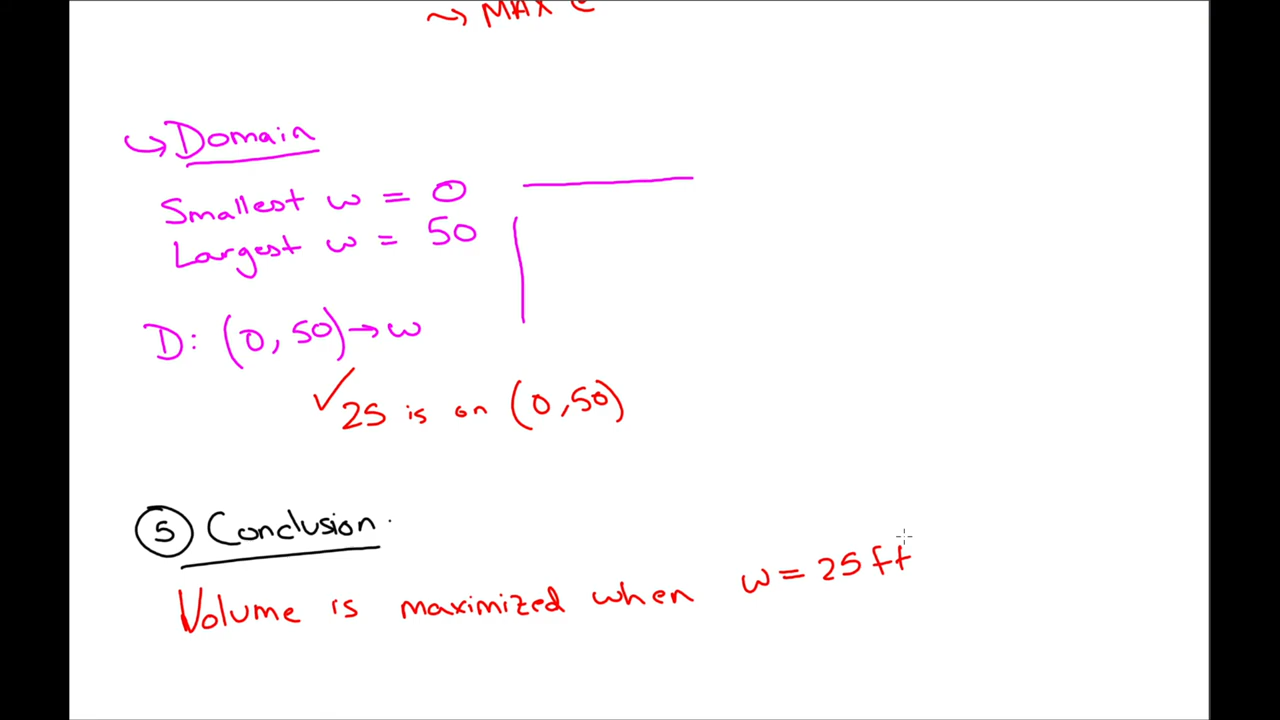 ↝ MAX @
↪ Domain
Smallest w = 0
Largest w = 50
D: (0, 50) → w
✓ 25 is on (0, 50)
⑤ Conclusion.
Volume is maximized when w = 25 ft